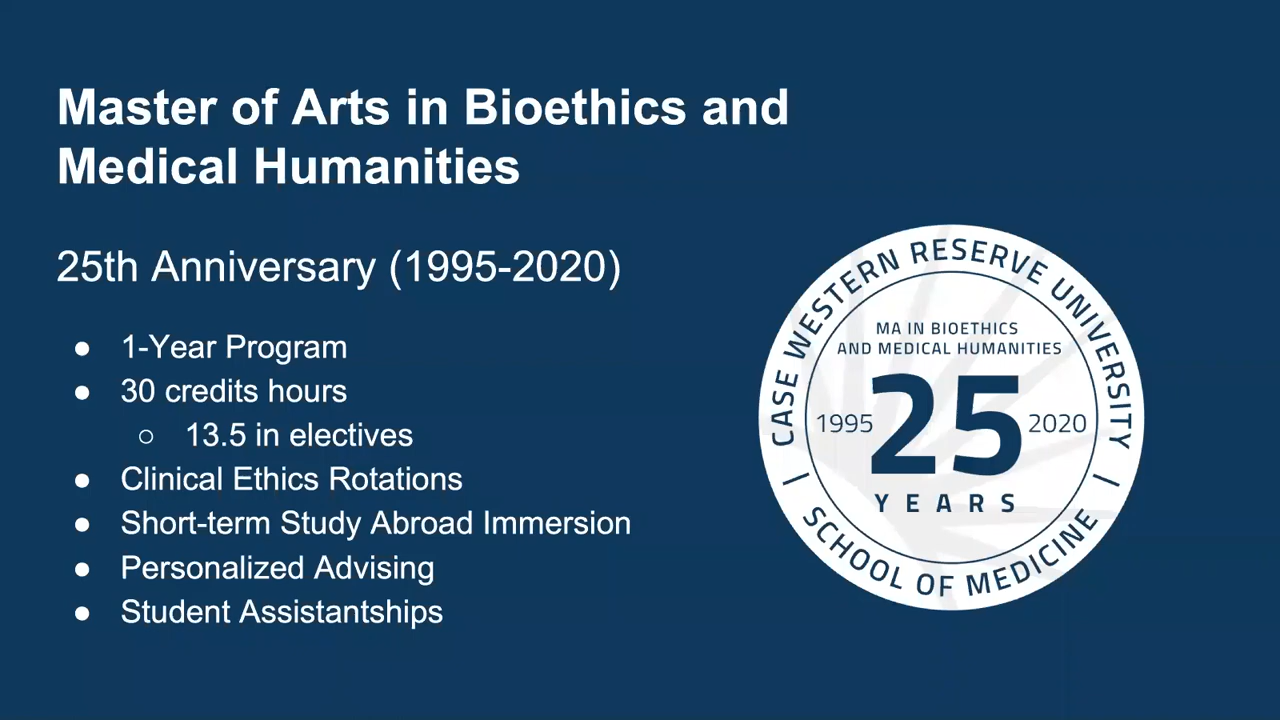 Master of Arts in Bioethics and
Medical Humanities
25th Anniversary (1995-2020)
● 1-Year Program
● 30 credits hours
○ 13.5 in electives
● Clinical Ethics Rotations
● Short-term Study Abroad Immersion
● Personalized Advising
● Student Assistantships
CASE WESTERN RESERVE UNIVERSITY
MA IN BIOETHICS
AND MEDICAL HUMANITIES
1995 25 2020
YEARS
| SCHOOL OF MEDICINE |